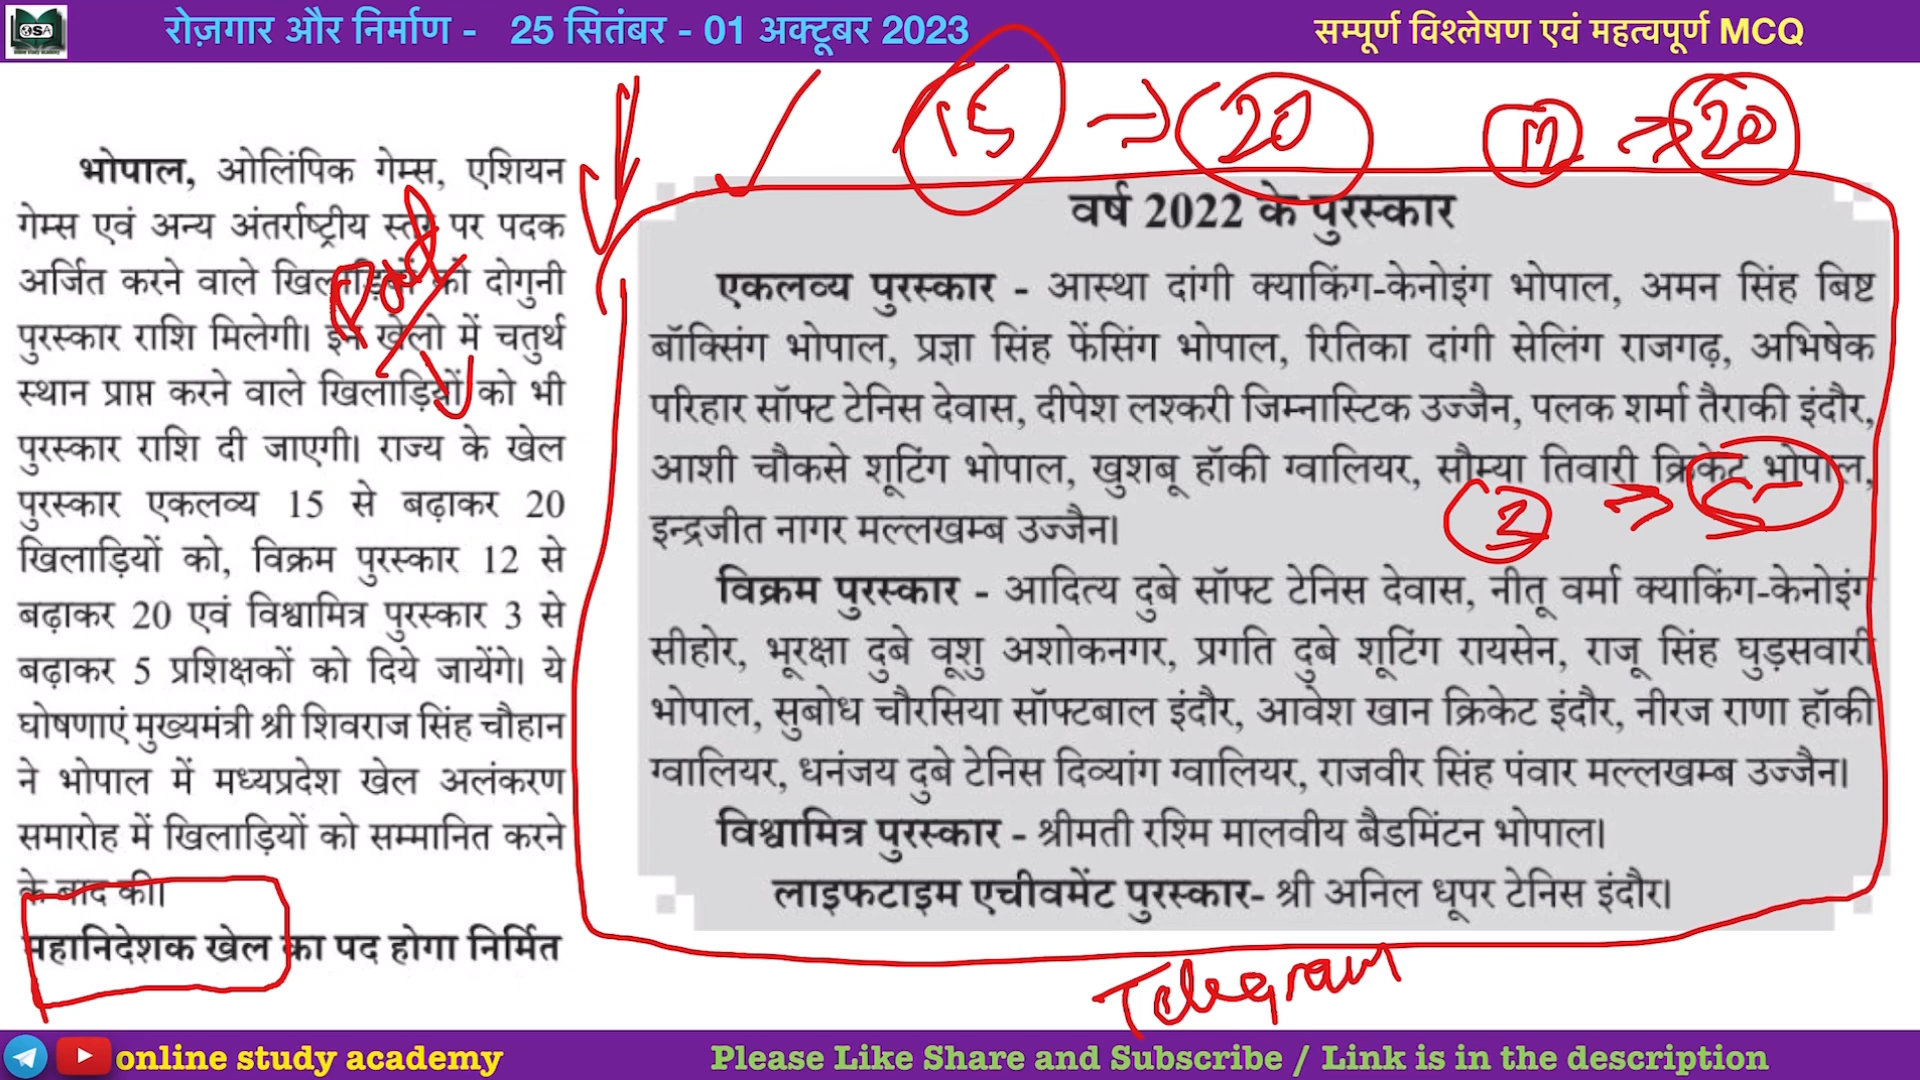 OSA
रोज़गार और निर्माण - 25 सितंबर - 01 अक्टूबर 2023
सम्पूर्ण विश्लेषण एवं महत्वपूर्ण MCQ
15 → 20
12 → 20
भोपाल, ओलंपिक गेम्स, एशियन
गेम्स एवं अन्य अंतर्राष्ट्रीय स्तर पर पदक
अर्जित करने वाले खिलाड़ियों को दोगुनी
पुरस्कार राशि मिलेगी। इन खेलो में चतुर्थ
स्थान प्राप्त करने वाले खिलाड़ियों को भी
पुरस्कार राशि दी जाएगी। राज्य के खेल
पुरस्कार एकलव्य 15 से बढ़ाकर 20
खिलाड़ियों को, विक्रम पुरस्कार 12 से
बढ़ाकर 20 एवं विश्वामित्र पुरस्कार 3 से
बढ़ाकर 5 प्रशिक्षकों को दिये जायेंगे। ये
घोषणाएं मुख्यमंत्री श्री शिवराज सिंह चौहान
ने भोपाल में मध्यप्रदेश खेल अलंकरण
समारोह में खिलाड़ियों को सम्मानित करने
के बाद की।
महानिदेशक खेल का पद होगा निर्मित
वर्ष 2022 के पुरस्कार
एकलव्य पुरस्कार - आस्था दांगी क्याकिंग-केनोइंग भोपाल, अमन सिंह बिष्ट
बॉक्सिंग भोपाल, प्रज्ञा सिंह फेंसिंग भोपाल, रितिका दांगी सेलिंग राजगढ़, अभिषेक
परिहार सॉफ्ट टेनिस देवास, दीपेश लश्करी जिम्नास्टिक उज्जैन, पलक शर्मा तैराकी इंदौर,
आशी चौकसे शूटिंग भोपाल, खुशबू हॉकी ग्वालियर, सौम्या तिवारी क्रिकेट भोपाल,
इन्द्रजीत नागर मल्लखम्ब उज्जैन।
विक्रम पुरस्कार - आदित्य दुबे सॉफ्ट टेनिस देवास, नीतू वर्मा क्याकिंग-केनोइंग
सीहोर, भूरक्षा दुबे वूशु अशोकनगर, प्रगति दुबे शूटिंग रायसेन, राजू सिंह घुड़सवारी
भोपाल, सुबोध चौरसिया सॉफ्टबाल इंदौर, आवेश खान क्रिकेट इंदौर, नीरज राणा हॉकी
ग्वालियर, धनंजय दुबे टेनिस दिव्यांग ग्वालियर, राजवीर सिंह पंवार मल्लखम्ब उज्जैन।
विश्वामित्र पुरस्कार - श्रीमती रश्मि मालवीय बैडमिंटन भोपाल।
लाइफटाइम एचीवमेंट पुरस्कार- श्री अनिल धूपर टेनिस इंदौर।
Telegram
online study academy
Please Like Share and Subscribe / Link is in the description